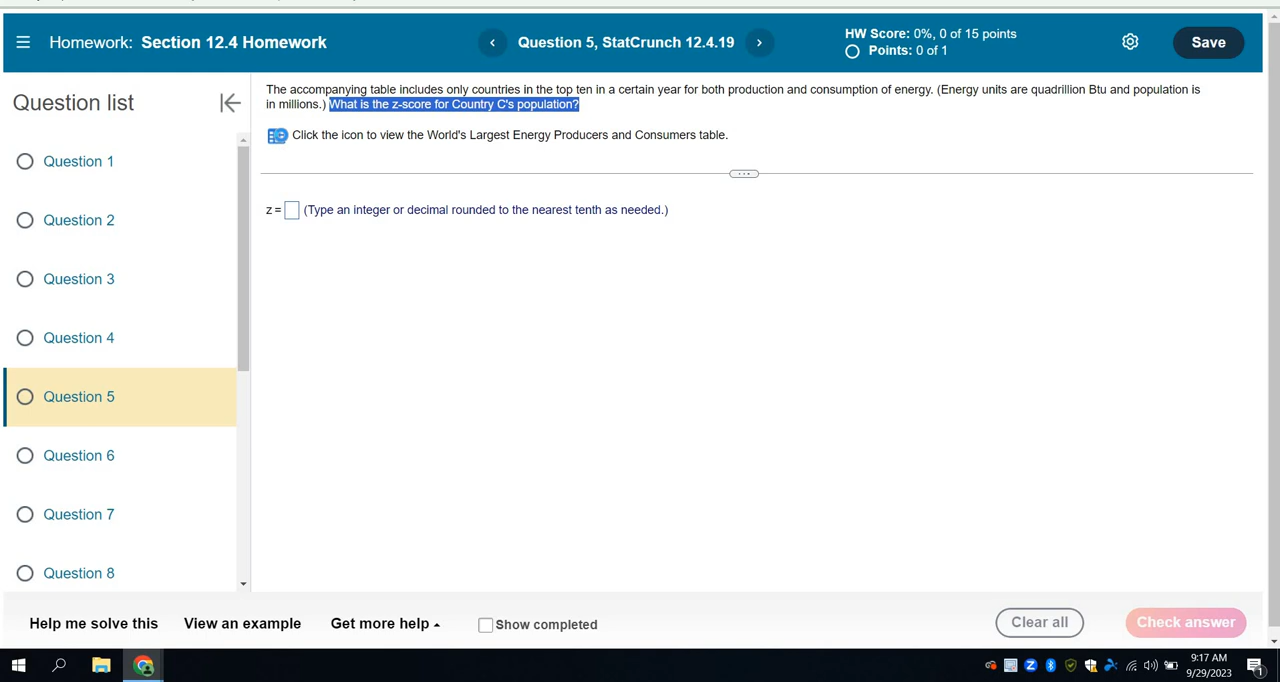 Homework: Section 12.4 Homework
Question 5, StatCrunch 12.4.19
HW Score: 0%, 0 of 15 points
Points: 0 of 1
Save
Question list
Question 1
Question 2
Question 3
Question 4
Question 5
Question 6
Question 7
Question 8
The accompanying table includes only countries in the top ten in a certain year for both production and consumption of energy. (Energy units are quadrillion Btu and population is
in millions.) What is the z-score for Country C's population?
Click the icon to view the World's Largest Energy Producers and Consumers table.
z = (Type an integer or decimal rounded to the nearest tenth as needed.)
Help me solve this
View an example
Get more help
Show completed
Clear all
Check answer
9:17 AM
9/29/2023
1